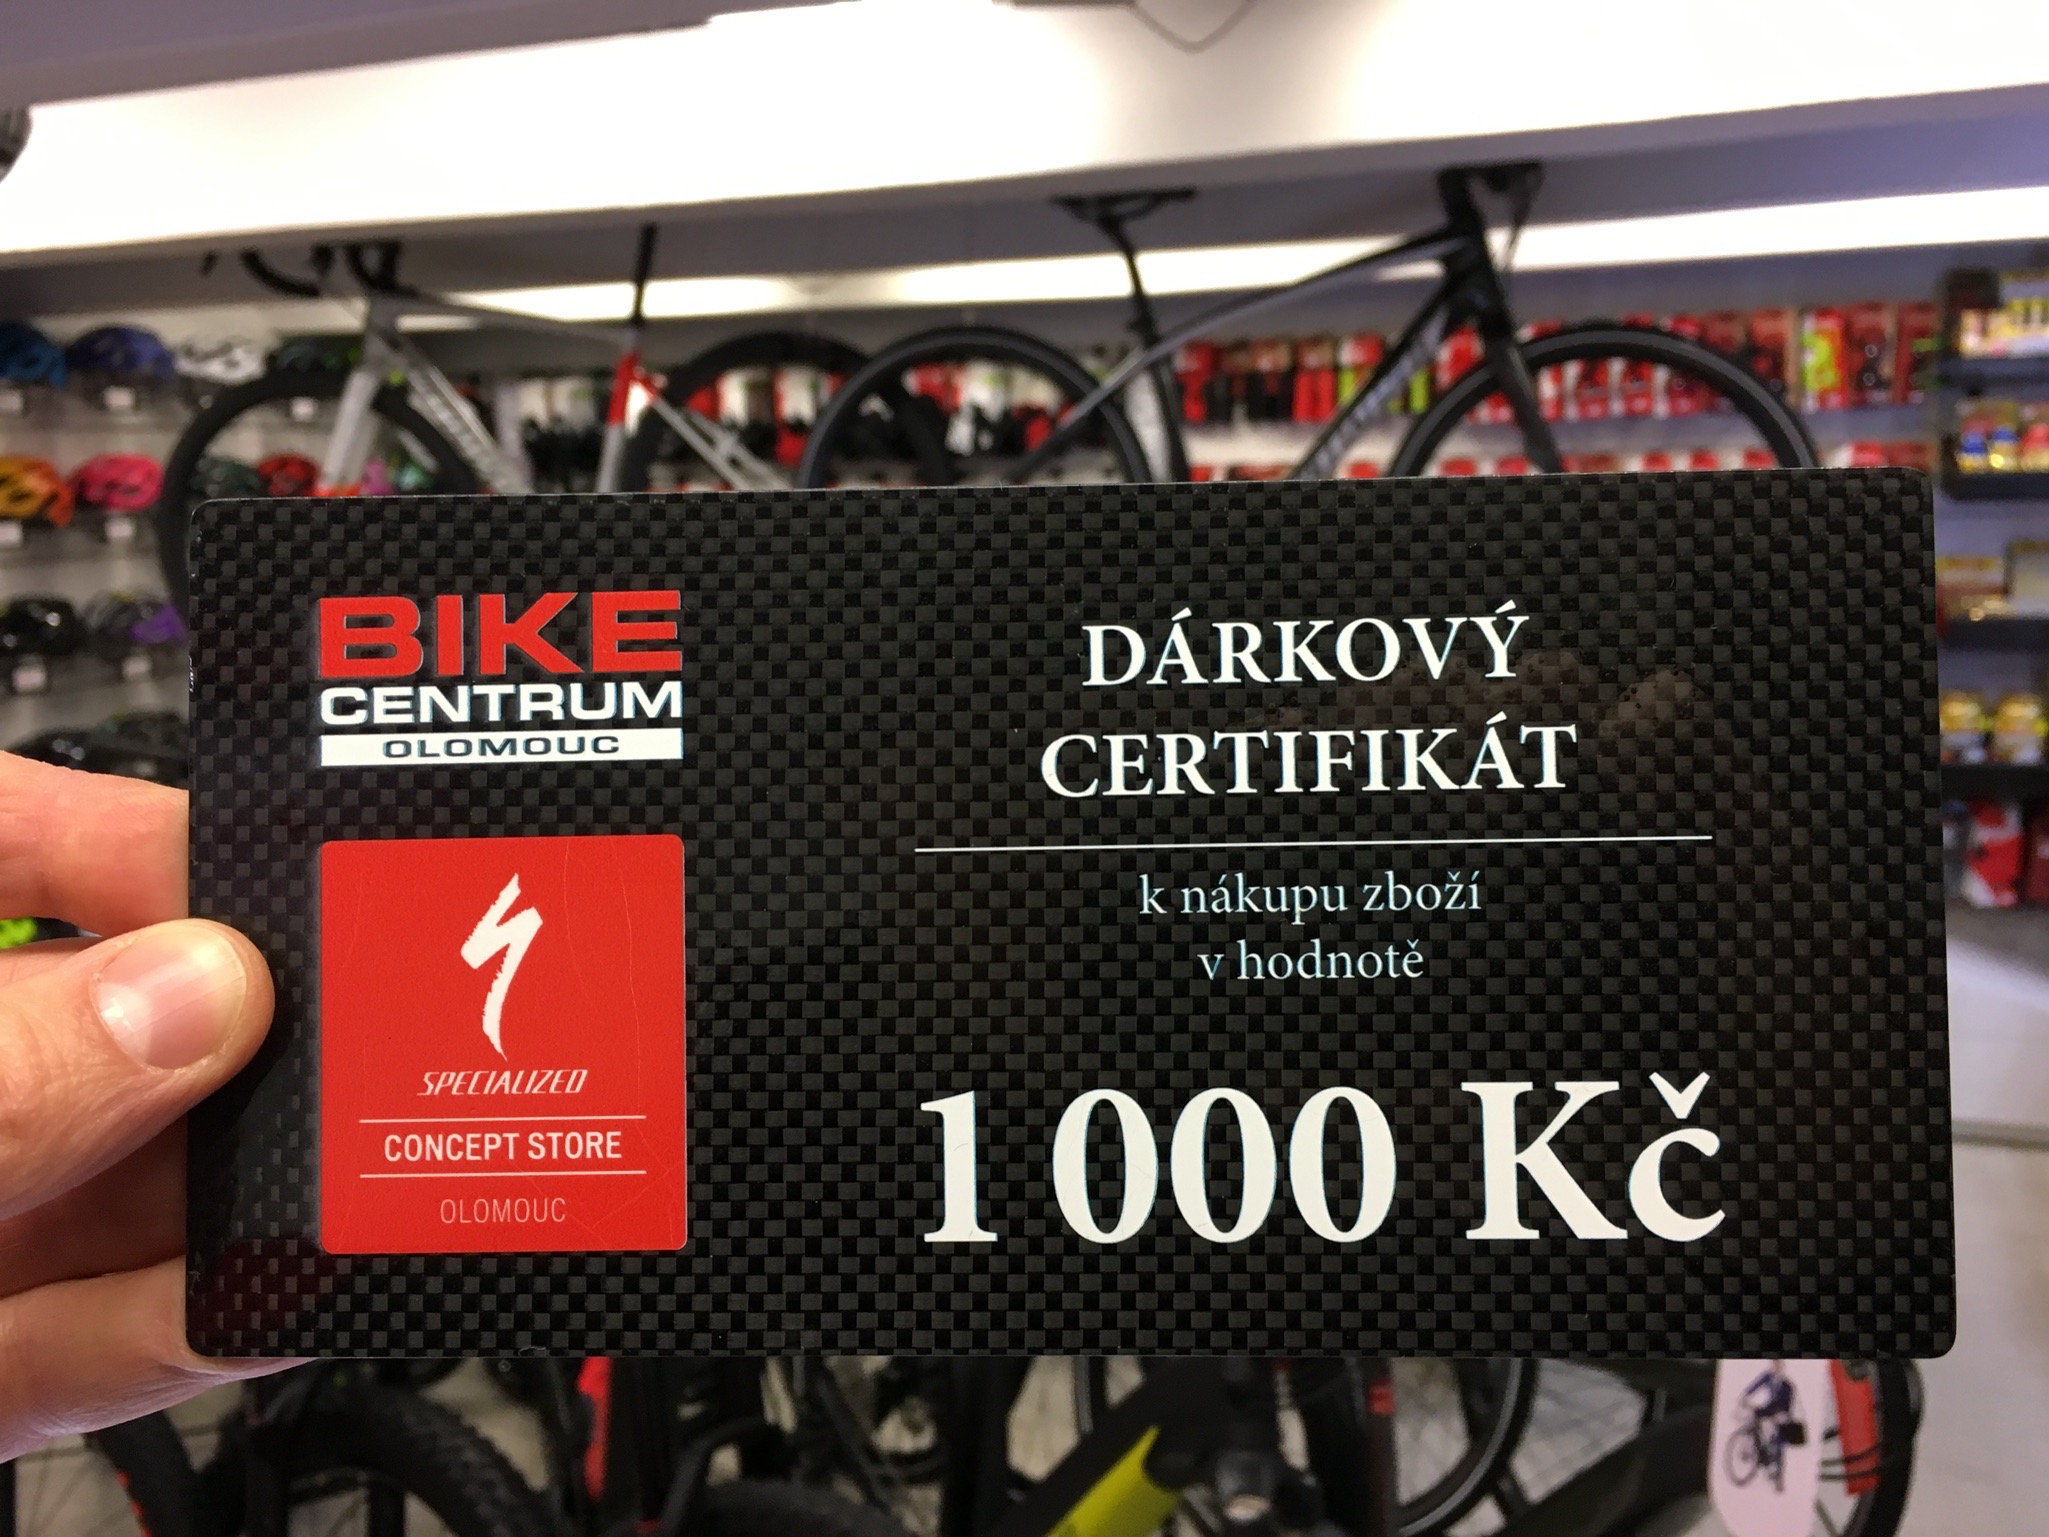 BIKE
CENTRUM
OLOMOUC
SPECIALIZED
CONCEPT STORE
OLOMOUC
DÁRKOVÝ
CERTIFIKÁT
k nákupu zboží
v hodnotě
1 000 Kč